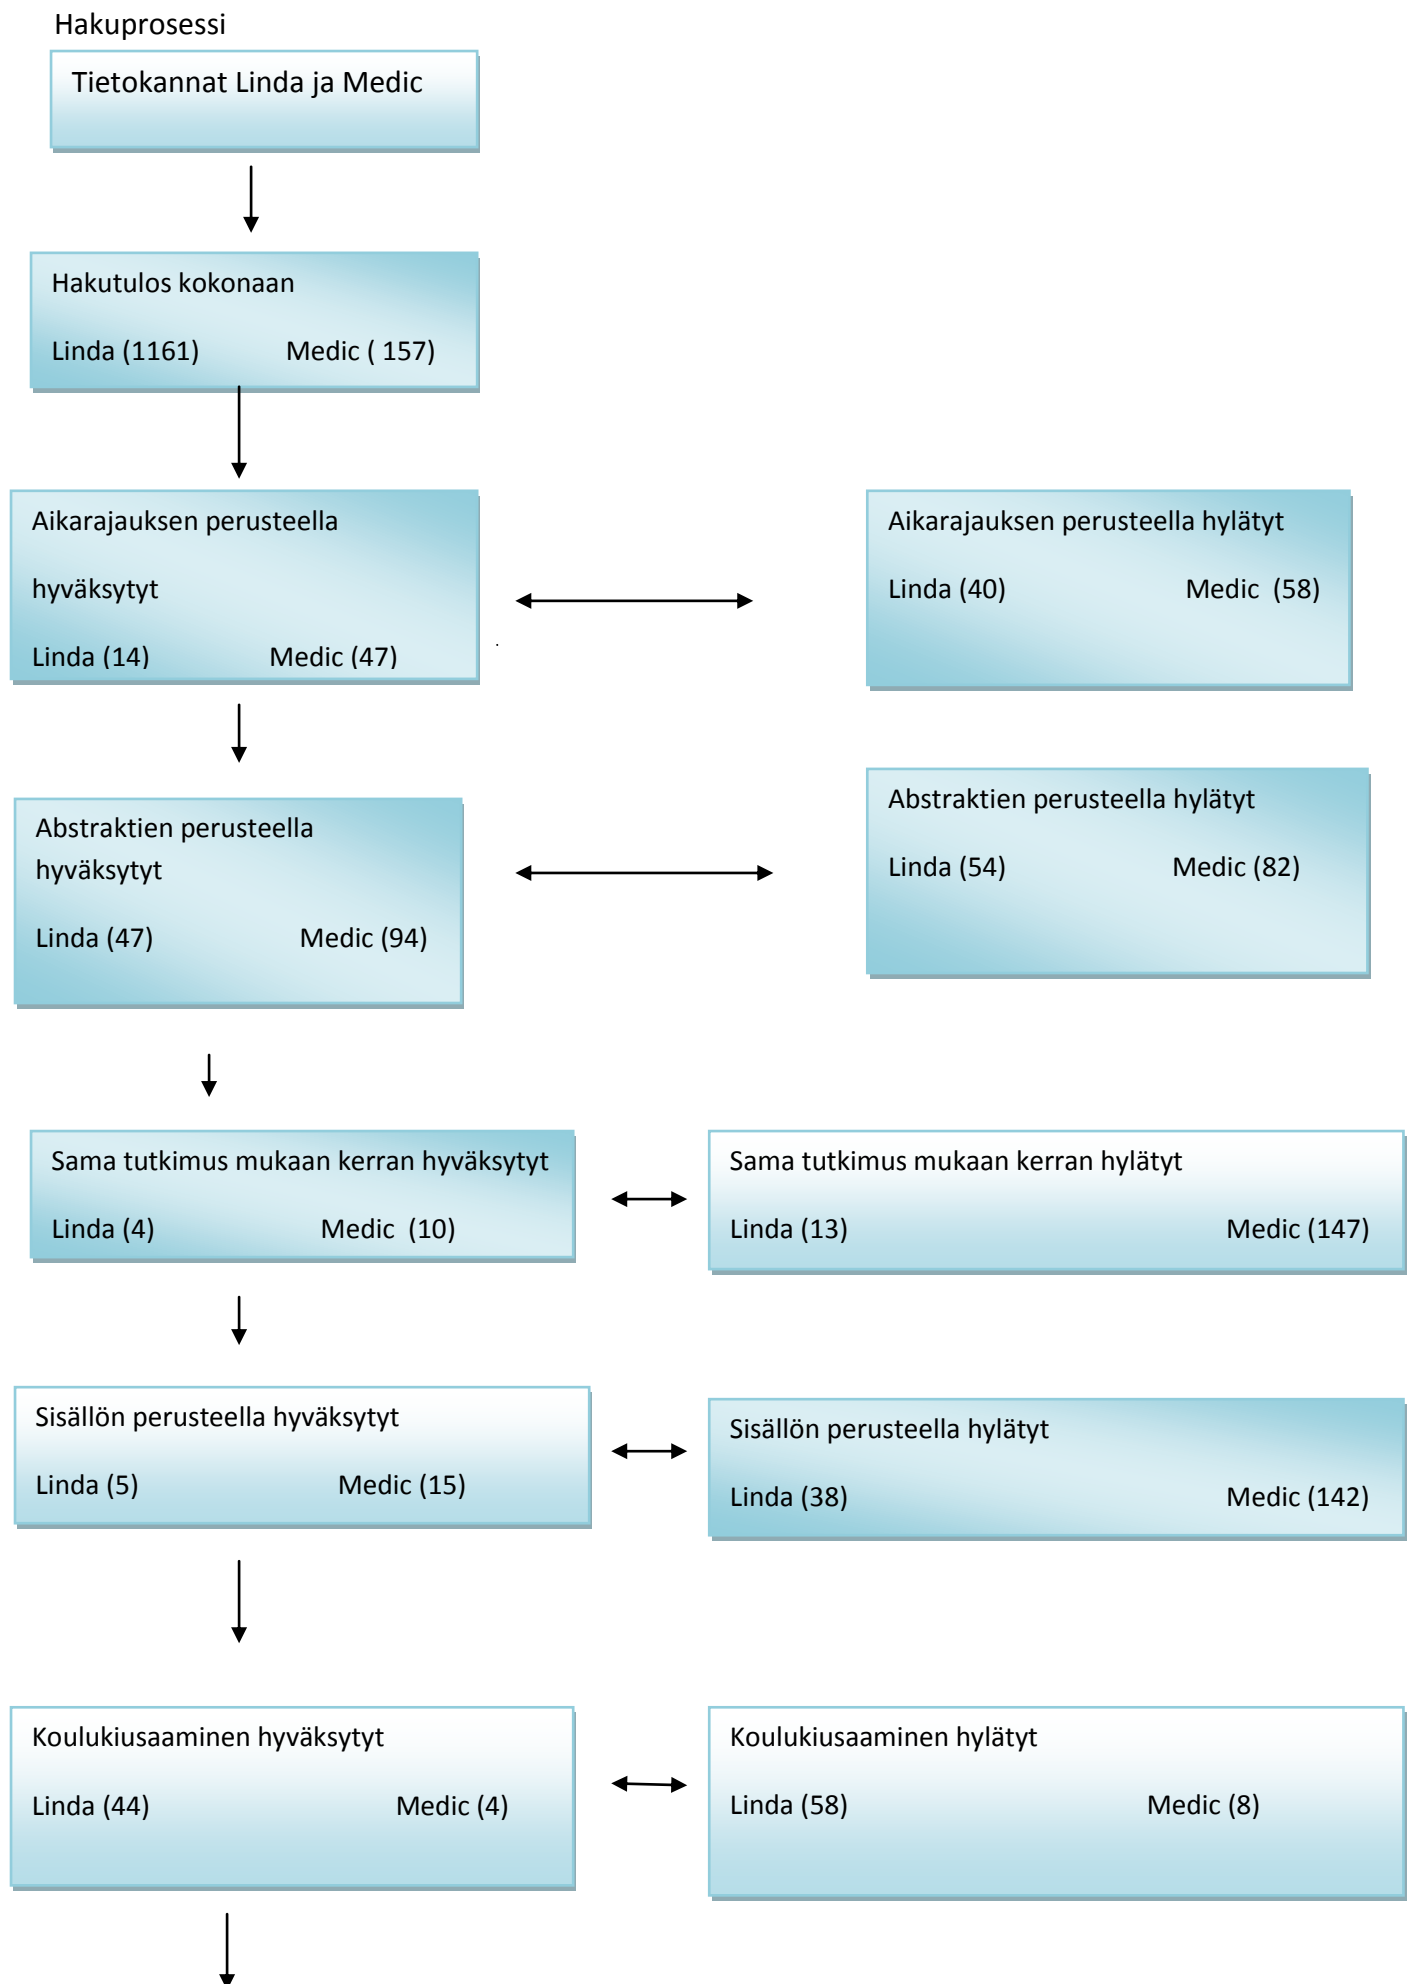 Hakuprosessi
Tietokannat Linda ja Medic
Hakutulos kokonaan
Linda (1161) Medic ( 157)
Aikarajauksen perusteella
hyväksytyt
Linda (14) Medic (47)
Aikarajauksen perusteella hylätyt
Linda (40) Medic (58)
.
Abstraktien perusteella
hyväksytyt
Linda (47) Medic (94)
Abstraktien perusteella hylätyt
Linda (54) Medic (82)
Sama tutkimus mukaan kerran hyväksytyt
Linda (4) Medic (10)
Sama tutkimus mukaan kerran hylätyt
Linda (13) Medic (147)
Sisällön perusteella hyväksytyt
Linda (5) Medic (15)
Sisällön perusteella hylätyt
Linda (38) Medic (142)
Koulukiusaaminen hyväksytyt
Linda (44) Medic (4)
Koulukiusaaminen hylätyt
Linda (58) Medic (8)